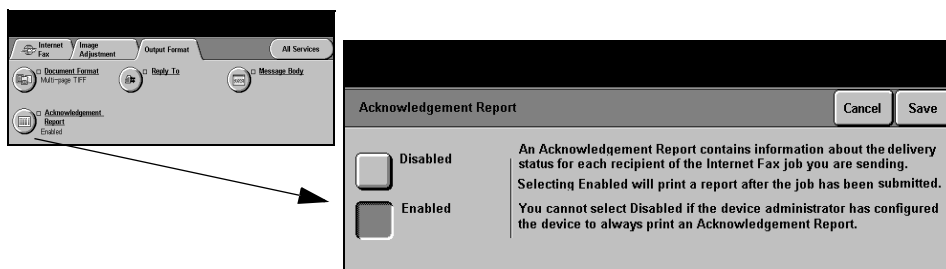 Internet
Fax
Image
Adjustment
Output Format
All Services
Document Format
Multi-page TIFF
Reply To
Message Body
Acknowledgement
Report
Enabled
Acknowledgement Report
Cancel
Save
Disabled
Enabled
An Acknowledgement Report contains information about the delivery
status for each recipient of the Internet Fax job you are sending.
Selecting Enabled will print a report after the job has been submitted.
You cannot select Disabled if the device administrator has configured
the device to always print an Acknowledgement Report.